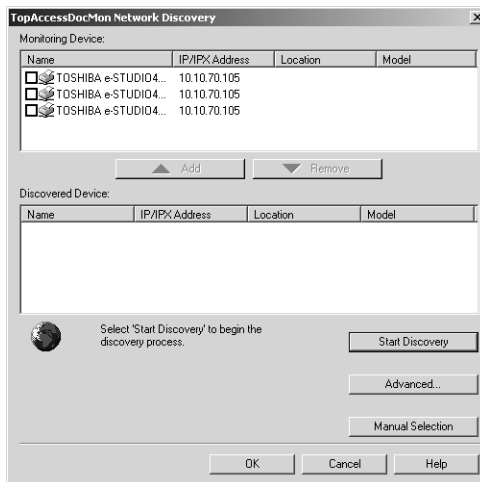 TopAccessDocMon Network Discovery
Monitoring Device:
Name IP/IPX Address Location Model
TOSHIBA e-STUDIO4... 10.10.70.105
TOSHIBA e-STUDIO4... 10.10.70.105
TOSHIBA e-STUDIO4... 10.10.70.105
Add Remove
Discovered Device:
Name IP/IPX Address Location Model
Select 'Start Discovery' to begin the
discovery process.
Start Discovery
Advanced...
Manual Selection
OK Cancel Help